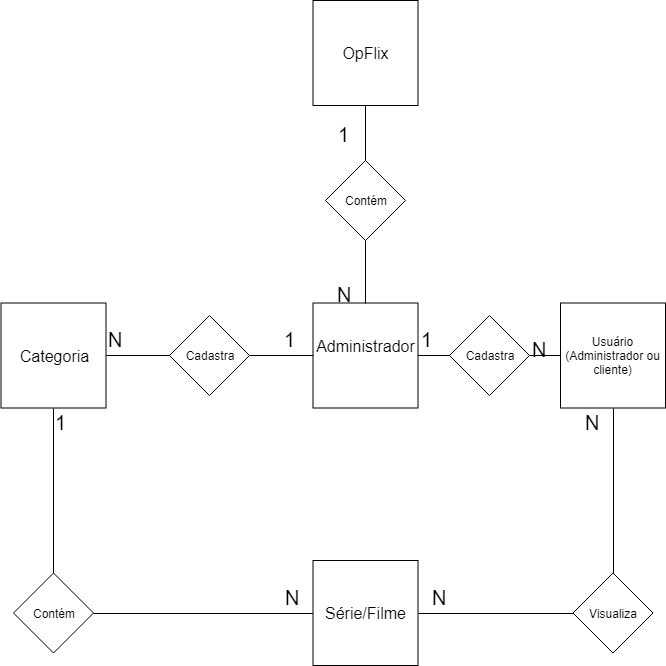 OpFlix
1
Contém
N
Categoria
N
Cadastra
1
Administrador
1
Cadastra
N
Usuário
(Administrador ou
cliente)
1
N
Contém
N
Série/Filme
N
Visualiza